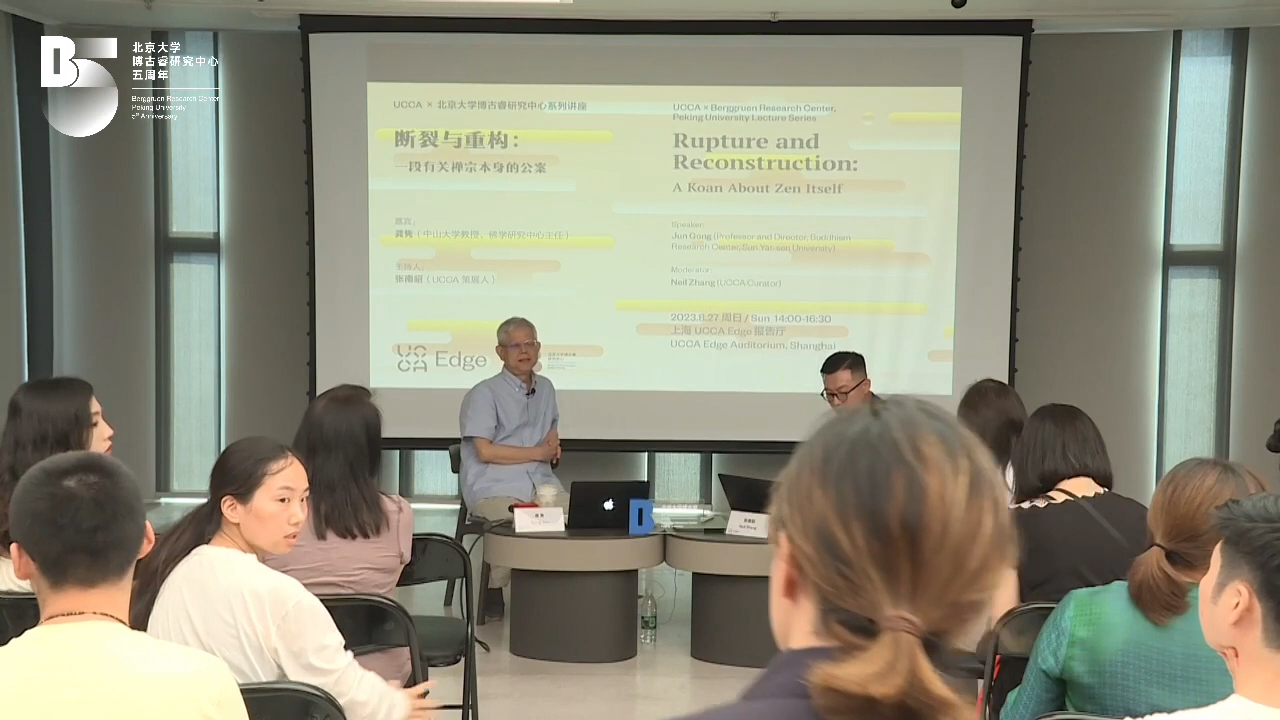 北京大学
博古睿研究中心
五周年
Berggruen Research Center
Peking University
5th Anniversary
UCCA × 北京大学博古睿研究中心系列讲座
断裂与重构：
一段有关禅宗本身的公案
嘉宾：
龚隽（中山大学教授、佛学研究中心主任）
主持人：
张南昭（UCCA 策展人）
UCCA Edge
UCCA × Berggruen Research Center,
Peking University Lecture Series
Rupture and
Reconstruction:
A Koan About Zen Itself
Speaker:
Jun Gong (Professor and Director, Buddhism
Research Center, Sun Yat-sen University)
Moderator:
Neil Zhang (UCCA Curator)
2023.8.27 周日 / Sun 14:00-16:30
上海 UCCA Edge 报告厅
UCCA Edge Auditorium, Shanghai
Neil Zhang